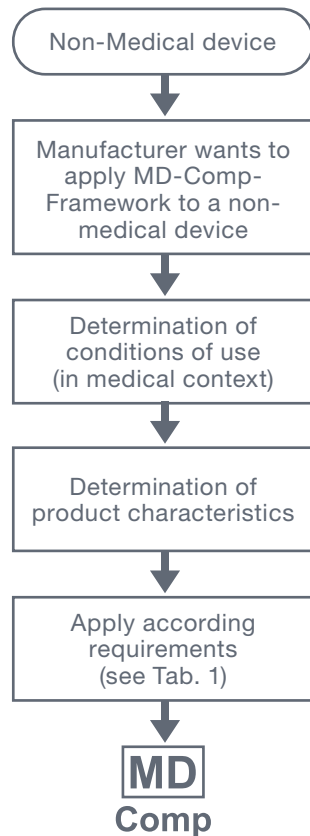 Non-Medical device
Manufacturer wants to
apply MD-Comp-
Framework to a non-
medical device
Determination of
conditions of use
(in medical context)
Determination of
product characteristics
Apply according
requirements
(see Tab. 1)
MD
Comp